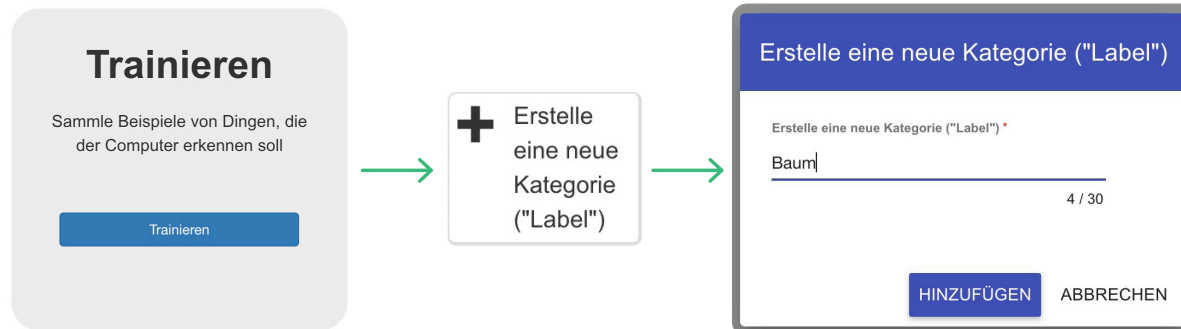 Trainieren
Sammle Beispiele von Dingen, die
der Computer erkennen soll
Trainieren
Erstelle
eine neue
Kategorie
("Label")
Erstelle eine neue Kategorie ("Label")
Erstelle eine neue Kategorie ("Label") *
Baum
4 / 30
HINZUFÜGEN ABBRECHEN